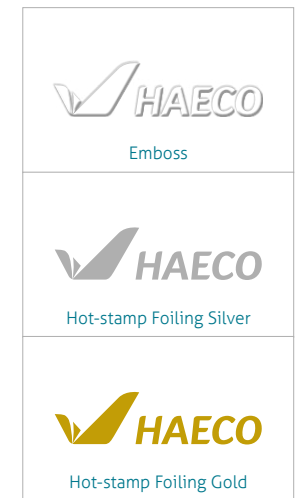 HAECO
Emboss
HAECO
Hot-stamp Foiling Silver
HAECO
Hot-stamp Foiling Gold